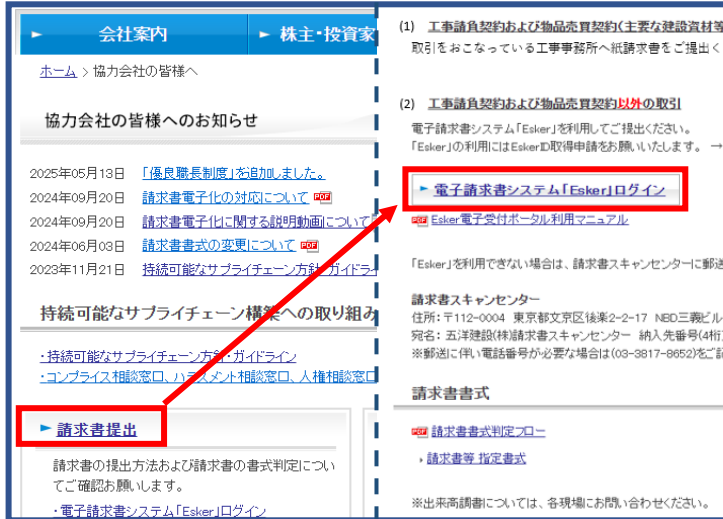 会社案内
株主・投資家
ホーム > 協力会社の皆様へ
協力会社の皆様へのお知らせ
2025年05月13日 「優良職長制度」を追加しました。
2024年09月20日 請求書電子化の対応について PDF
2024年09月20日 請求書電子化に関する説明動画について
2024年06月03日 請求書書式の変更について PDF
2023年11月21日 持続可能なサプライチェーン方針・ガイドラ
持続可能なサプライチェーン構築への取り組み
・持続可能なサプライチェーン方針・ガイドライン
・コンプライス相談窓口、ハラスメント相談窓口、人権相談窓口
請求書提出
請求書の提出方法および請求書の書式判定につい
てご確認お願いします。
・電子請求書システム「Esker」ログイン
(1) 工事請負契約および物品売買契約(主要な建設資材等
取引をおこなっている工事事務所へ紙請求書をご提出く
(2) 工事請負契約および物品売買契約以外の取引
電子請求書システム「Esker」を利用してご提出ください。
「Esker」の利用にはEskerID取得申請をお願いいたします。 →
電子請求書システム「Esker」ログイン
PDF Esker電子受付ポータル利用マニュアル
「Esker」を利用できない場合は、請求書スキャンセンターに郵送
請求書スキャンセンター
住所:〒112-0004 東京都文京区後楽2-2-17 NBD三義ビル
宛名:五洋建設(株)請求書スキャンセンター 納入先番号(4桁)
※郵送に伴い電話番号が必要な場合は(03-3817-8652)をご記
請求書書式
PDF 請求書書式判定フロー
請求書等 指定書式
※出来高調書については、各現場にお問い合わせください。